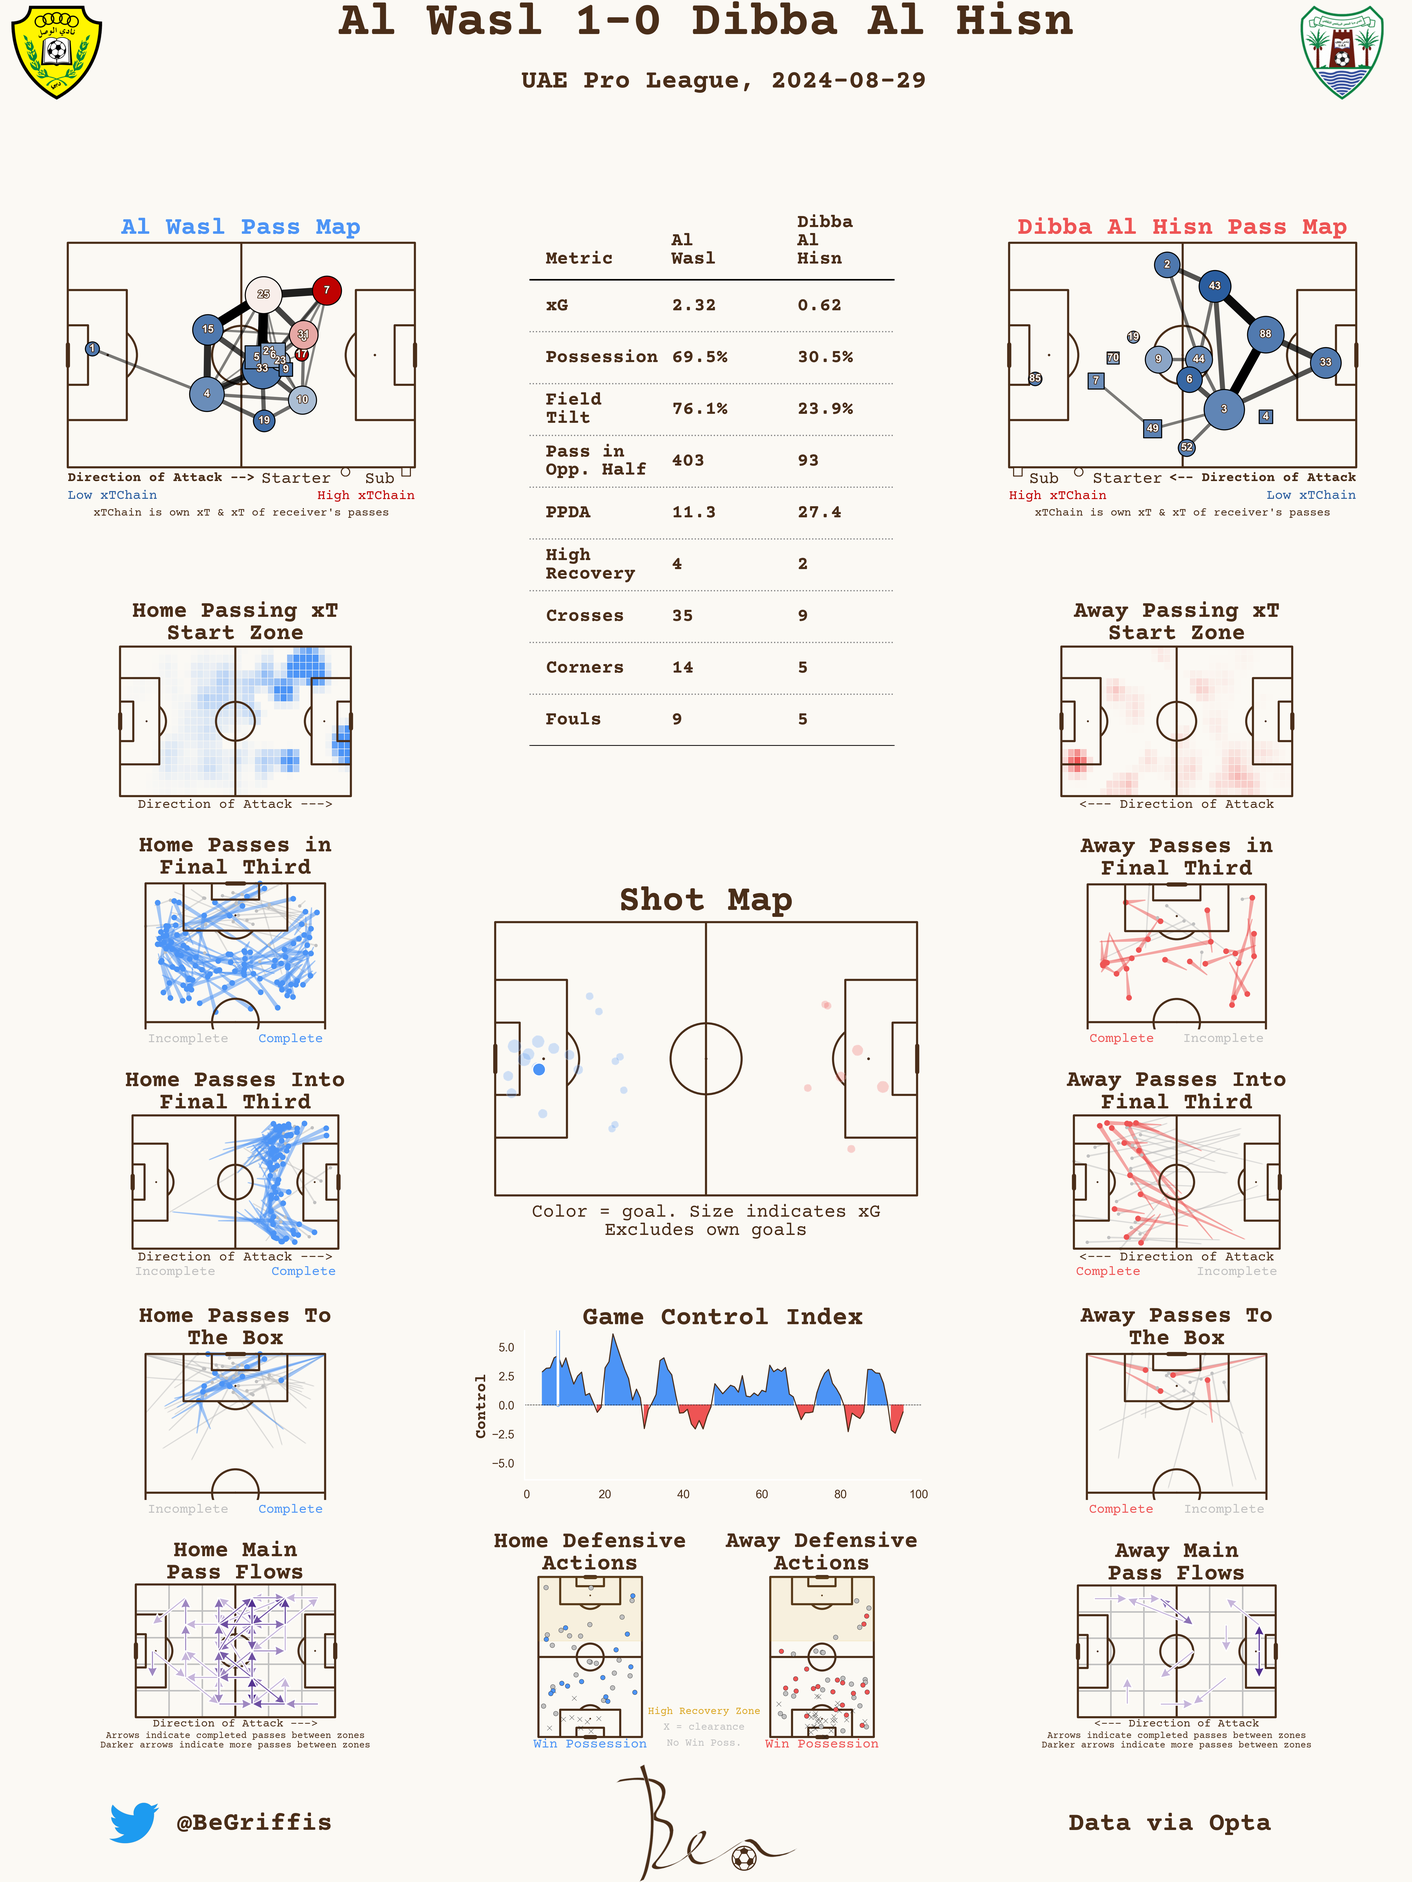 Al Wasl 1-0 Dibba Al Hisn
UAE Pro League, 2024-08-29
نادي الوصل
Al Wasl Pass Map
25
7
15
31
1
5
21
6
17
23
33
9
4
10
19
Direction of Attack --> Starter Sub
Low xTChain High xTChain
xTChain is own xT & xT of receiver's passes
Metric Al Wasl Dibba Al Hisn
xG 2.32 0.62
Possession 69.5% 30.5%
Field Tilt 76.1% 23.9%
Pass in Opp. Half 403 93
PPDA 11.3 27.4
High Recovery 4 2
Crosses 35 9
Corners 14 5
Fouls 9 5
Dibba Al Hisn Pass Map
2
43
88
19
70
9
44
33
85
7
6
3
4
49
52
Sub Starter <-- Direction of Attack
High xTChain Low xTChain
xTChain is own xT & xT of receiver's passes
Home Passing xT
Start Zone
Direction of Attack --->
Away Passing xT
Start Zone
<--- Direction of Attack
Home Passes in
Final Third
Incomplete Complete
Away Passes in
Final Third
Complete Incomplete
Shot Map
Color = goal. Size indicates xG
Excludes own goals
Home Passes Into
Final Third
Direction of Attack --->
Incomplete Complete
Away Passes Into
Final Third
<--- Direction of Attack
Complete Incomplete
Home Passes To
The Box
Incomplete Complete
Game Control Index
Control
5.0
2.5
0.0
−2.5
−5.0
0 20 40 60 80 100
Away Passes To
The Box
Complete Incomplete
Home Main
Pass Flows
Direction of Attack --->
Arrows indicate completed passes between zones
Darker arrows indicate more passes between zones
Home Defensive
Actions
Win Possession
Away Defensive
Actions
Win Possession
High Recovery Zone
X = clearance
No Win Poss.
Away Main
Pass Flows
<--- Direction of Attack
Arrows indicate completed passes between zones
Darker arrows indicate more passes between zones
@BeGriffis
Ben
Data via Opta